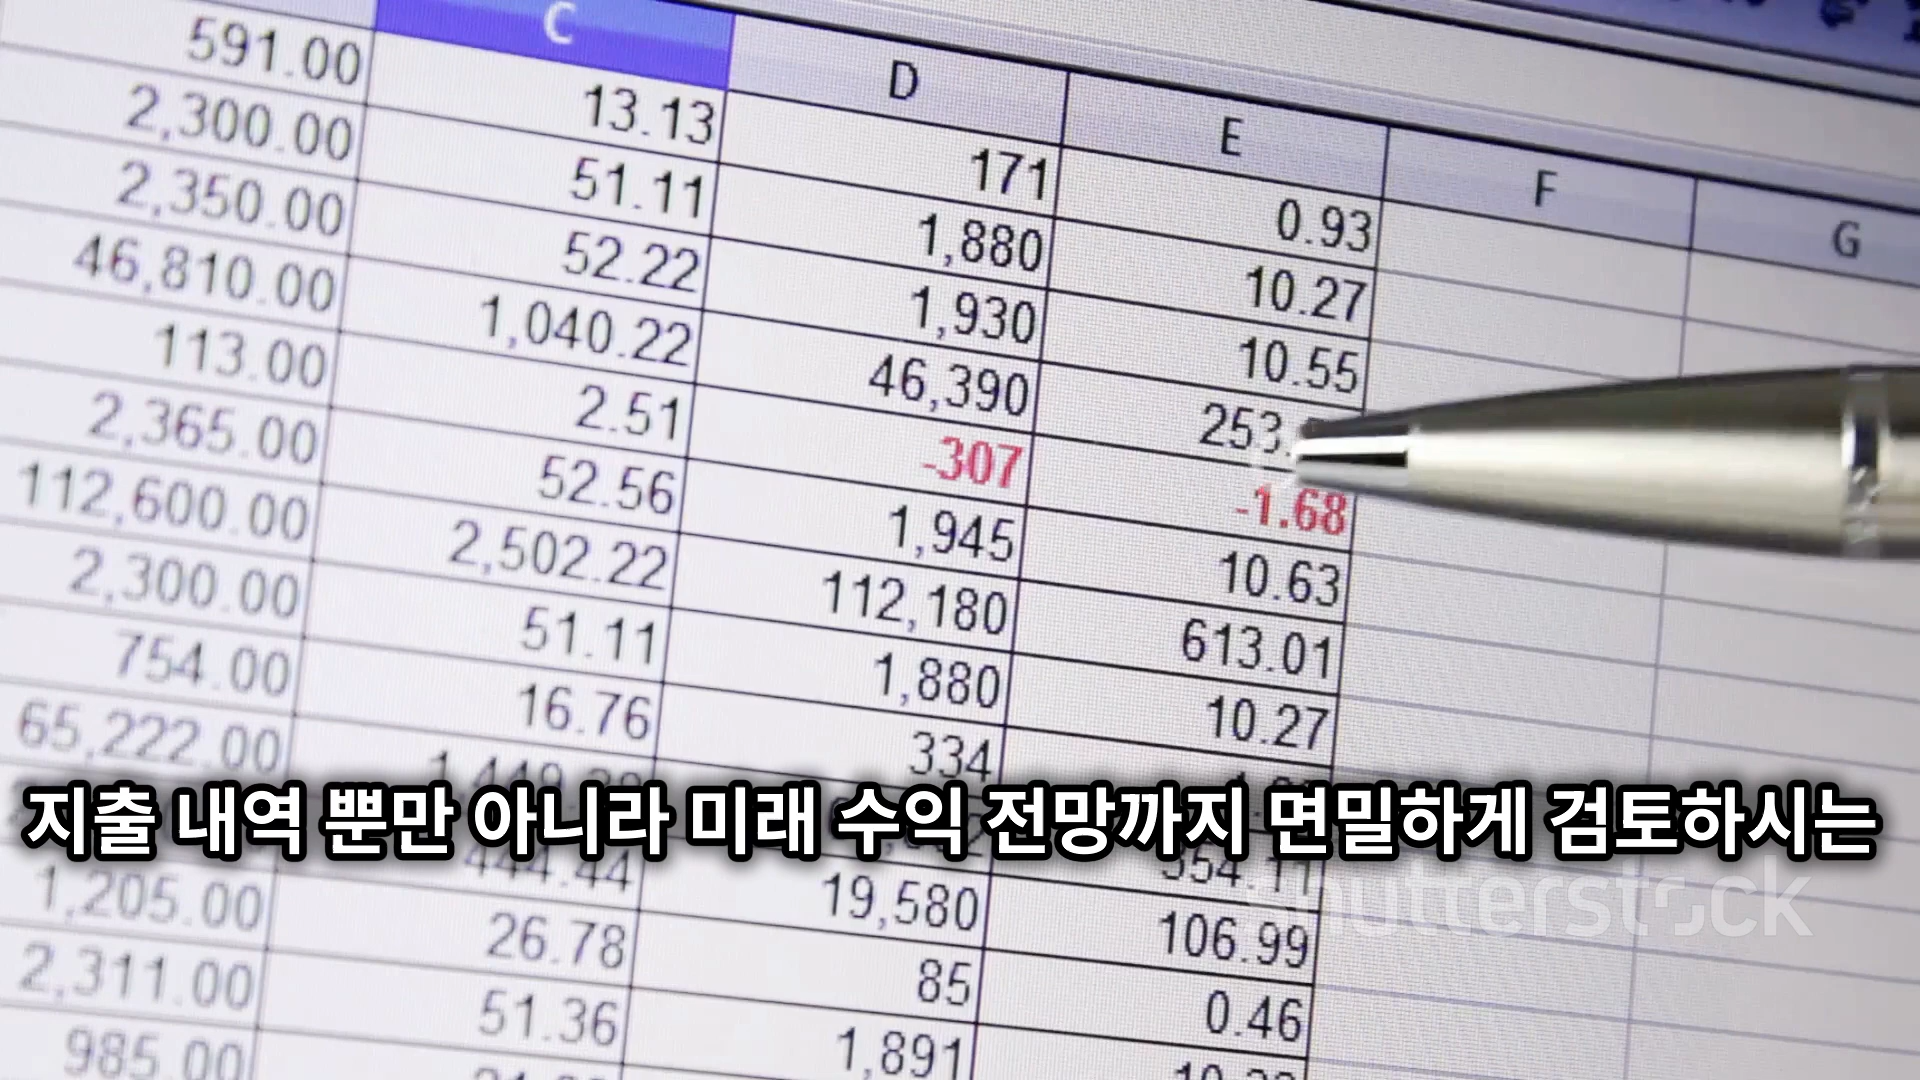 C D E F G
591.00 13.13 171 0.93
2,300.00 51.11 1,880 10.27
2,350.00 52.22 1,930 10.55
46,810.00 1,040.22 46,390 253.
113.00 2.51 -307 -1.68
2,365.00 52.56 1,945 10.63
112,600.00 2,502.22 112,180 613.01
2,300.00 51.11 1,880 10.27
754.00 16.76 334
65,222.00
지출 내역 뿐만 아니라 미래 수익 전망까지 면밀하게 검토하시는
444.44 19,580 106.99
1,205.00 26.78 85 0.46
2,311.00 51.36 1,891
985.00
shutterstock